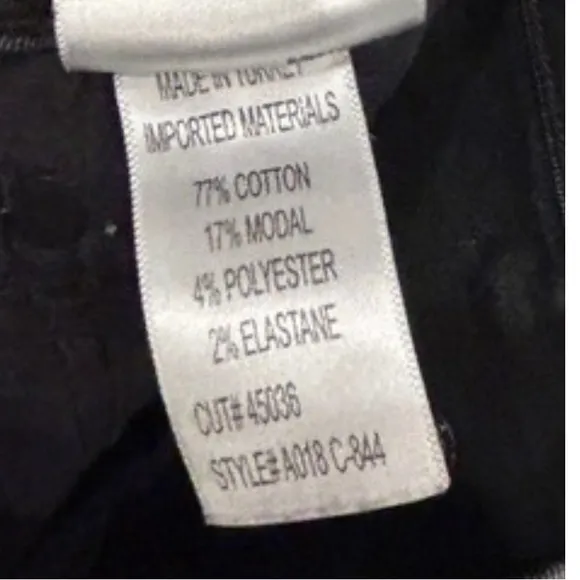 MADE IN TURKEY
IMPORTED MATERIALS
77% COTTON
17% MODAL
4% POLYESTER
2% ELASTANE
CUT# 45036
STYLE# A018 C-844